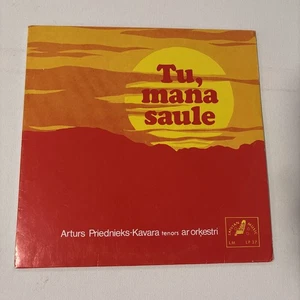 Tu,
mana
saule
Arturs Priednieks-Kavara tenors ar orķestri